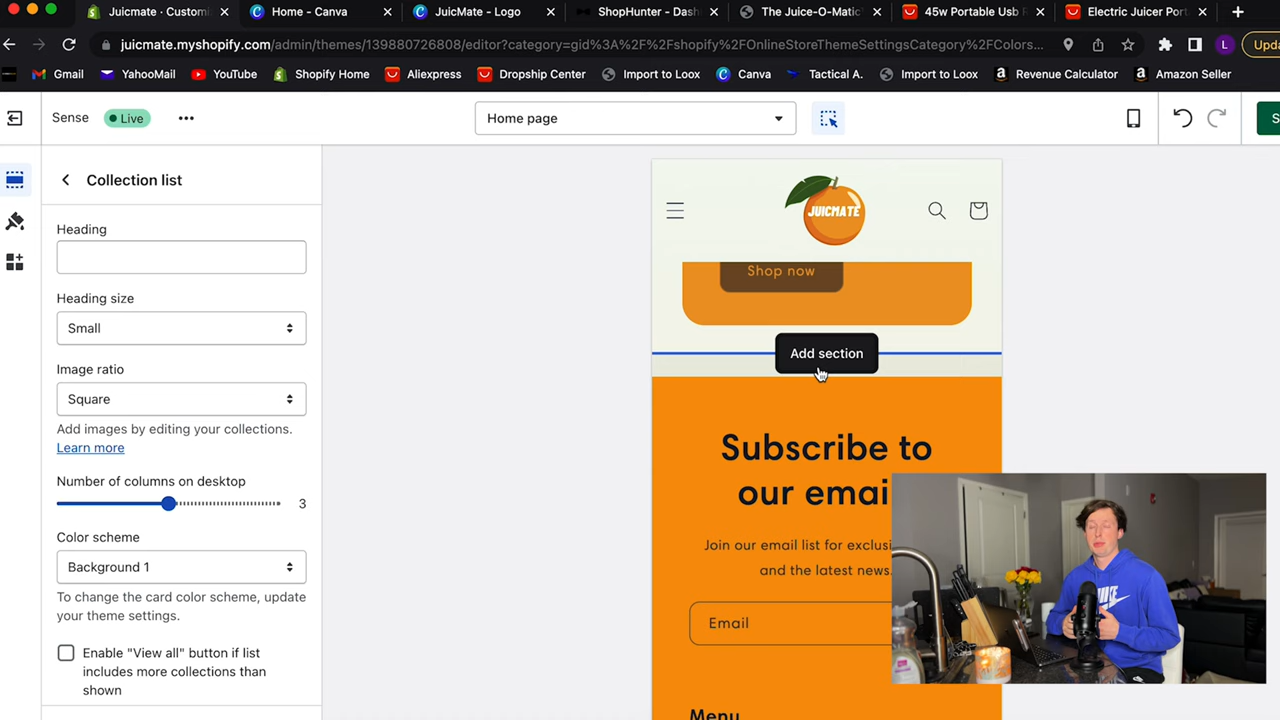 Juicmate · Customi
Home - Canva
JuicMate - Logo
ShopHunter - Dash
The Juice-O-Matic
45w Portable Usb R
Electric Juicer Port
juicmate.myshopify.com/admin/themes/139880726808/editor?category=gid%3A%2F%2Fshopify%2FOnlineStoreThemeSettingsCategory%2FColors...
L
Upda
Gmail
YahooMail
YouTube
Shopify Home
Aliexpress
Dropship Center
Import to Loox
Canva
Tactical A.
Import to Loox
Revenue Calculator
Amazon Seller
Sense
Live
Home page
S
Collection list
Heading
Heading size
Small
Image ratio
Square
Add images by editing your collections.
Learn more
Number of columns on desktop
3
Color scheme
Background 1
To change the card color scheme, update
your theme settings.
Enable "View all" button if list
includes more collections than
shown
JUICMATE
Shop now
Add section
Subscribe to
our emai
Join our email list for exclusi
and the latest news.
Email
Menu